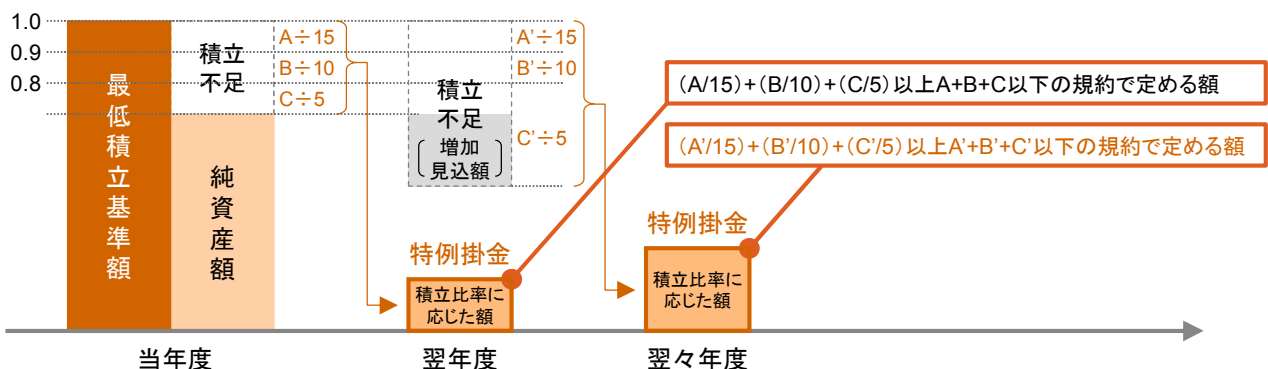 1.0
0.9
0.8
最低積立基準額
純資産額
積立
不足
A÷15
B÷10
C÷5
積立
不足
増加
見込額
A’÷15
B’÷10
C’÷5
(A/15)+(B/10)+(C/5)以上A+B+C以下の規約で定める額
(A’/15)+(B’/10)+(C’/5)以上A’+B’+C’以下の規約で定める額
特例掛金
積立比率に
応じた額
特例掛金
積立比率に
応じた額
当年度
翌年度
翌々年度